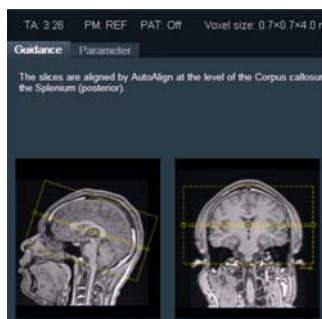 TA: 3:26 PM: REF PAT: Off Voxel size: 0.7×0.7×4.0
Guidance Parameter
The slices are aligned by AutoAlign at the level of the Corpus
the Splenium (posterior).